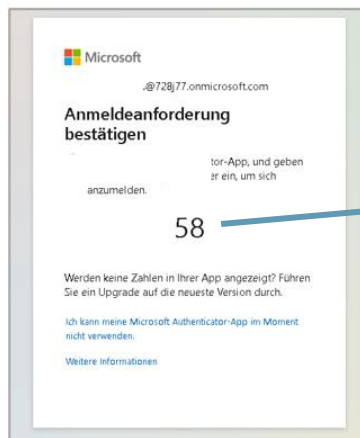 Microsoft
.@728j77.onmicrosoft.com
Anmeldeanforderung
bestätigen
tor-App, und geben
er ein, um sich
anzumelden.
58
Werden keine Zahlen in Ihrer App angezeigt? Führen
Sie ein Upgrade auf die neueste Version durch.
Ich kann meine Microsoft Authenticator-App im Moment
nicht verwenden.
Weitere Informationen